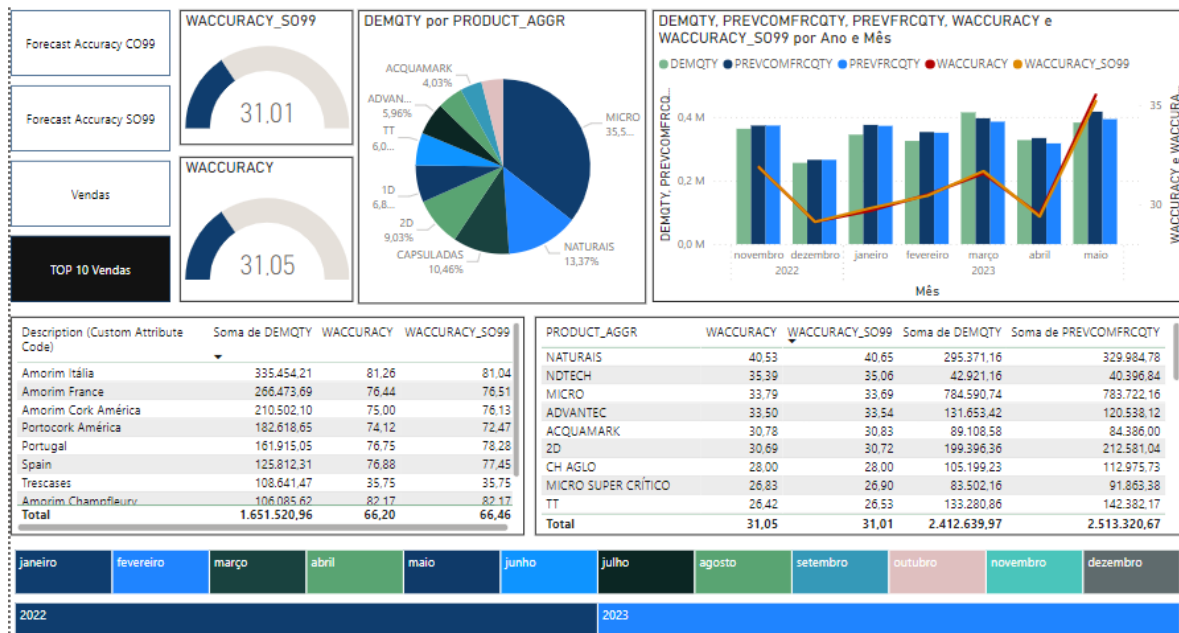 Forecast Accuracy CO99
Forecast Accuracy SO99
Vendas
TOP 10 Vendas
WACCURACY_SO99
31,01
WACCURACY
31,05
DEMQTY por PRODUCT_AGGR
MICRO
35,5...
NATURAIS
13,37%
CAPSULADAS
10,46%
2D
9,03%
1D
6,8...
TT
6,0...
ADVAN...
5,96%
ACQUAMARK
4,03%
DEMQTY, PREVCOMFRCQTY, PREVFRCQTY, WACCURACY e
WACCURACY_SO99 por Ano e Mês
DEMQTY PREVCOMFRCQTY PREVFRCQTY WACCURACY WACCURACY_SO99
DEMQTY, PREVCOMFRCQ...
0,4 M
0,2 M
0,0 M
35
30
WACCURACY e WACCURA...
novembro dezembro janeiro fevereiro março abril maio
2022 2023
Mês
Description (Custom Attribute
Code) Soma de DEMQTY WACCURACY WACCURACY_SO99
Amorim Itália 335.454,21 81,26 81,04
Amorim France 266.473,69 76,44 76,51
Amorim Cork América 210.502,10 75,00 76,13
Portocork América 182.618,65 74,12 72,47
Portugal 161.915,05 76,75 78,28
Spain 125.812,31 76,88 77,45
Trescases 108.641,47 35,75 35,75
Amorim Champfleury 106.085,62 82,17 82,17
Total 1.651.520,96 66,20 66,46
PRODUCT_AGGR WACCURACY WACCURACY_SO99 Soma de DEMQTY Soma de PREVCOMFRCQTY
NATURAIS 40,53 40,65 295.371,16 329.984,78
NDTECH 35,39 35,06 42.921,16 40.396,84
MICRO 33,79 33,69 784.590,74 783.722,16
ADVANTEC 33,50 33,54 131.653,42 120.538,12
ACQUAMARK 30,78 30,83 89.108,58 84.386,00
2D 30,69 30,72 199.396,36 212.581,04
CH AGLO 28,00 28,00 105.199,23 112.975,73
MICRO SUPER CRÍTICO 26,83 26,90 83.502,16 91.863,38
TT 26,42 26,53 133.280,86 142.382,17
Total 31,05 31,01 2.412.639,97 2.513.320,67
janeiro fevereiro março abril maio junho julho agosto setembro outubro novembro dezembro
2022 2023